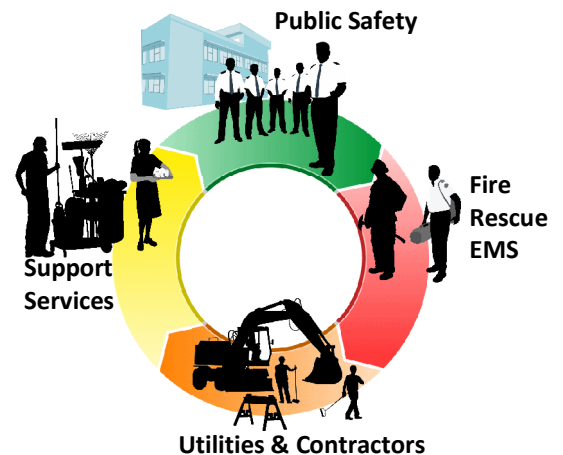 Public Safety
Fire
Rescue
EMS
Support
Services
Utilities & Contractors